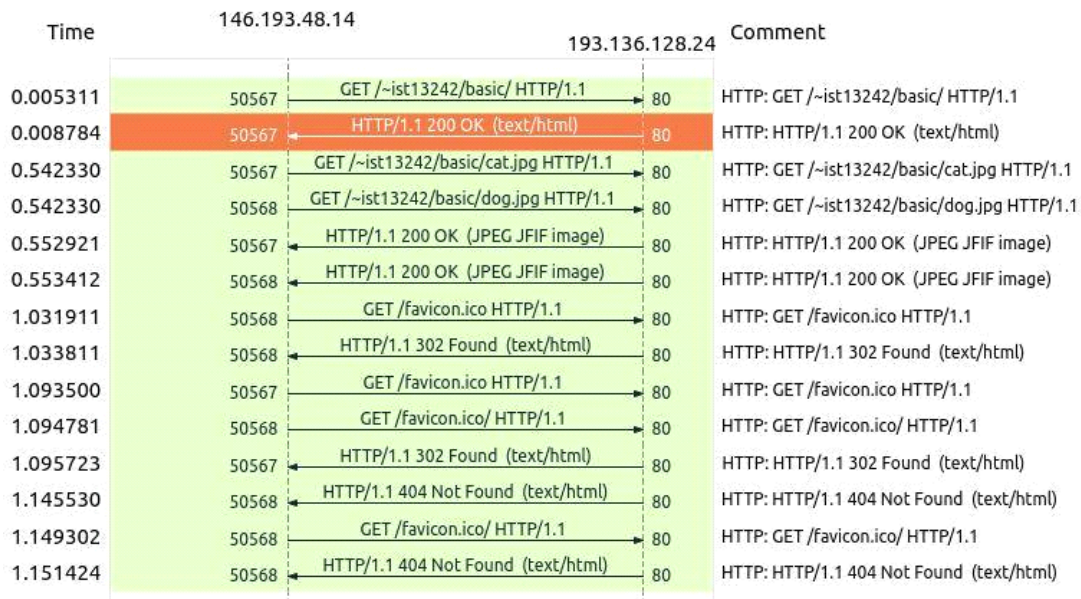 146.193.48.14
Time 193.136.128.24 Comment
0.005311 50567 GET /~ist13242/basic/ HTTP/1.1 80 HTTP: GET /~ist13242/basic/ HTTP/1.1
0.008784 50567 HTTP/1.1 200 OK (text/html) 80 HTTP: HTTP/1.1 200 OK (text/html)
0.542330 50567 GET /~ist13242/basic/cat.jpg HTTP/1.1 80 HTTP: GET /~ist13242/basic/cat.jpg HTTP/1.1
0.542330 50568 GET /~ist13242/basic/dog.jpg HTTP/1.1 80 HTTP: GET /~ist13242/basic/dog.jpg HTTP/1.1
0.552921 50567 HTTP/1.1 200 OK (JPEG JFIF image) 80 HTTP: HTTP/1.1 200 OK (JPEG JFIF image)
0.553412 50568 HTTP/1.1 200 OK (JPEG JFIF image) 80 HTTP: HTTP/1.1 200 OK (JPEG JFIF image)
1.031911 50568 GET /favicon.ico HTTP/1.1 80 HTTP: GET /favicon.ico HTTP/1.1
1.033811 50568 HTTP/1.1 302 Found (text/html) 80 HTTP: HTTP/1.1 302 Found (text/html)
1.093500 50567 GET /favicon.ico HTTP/1.1 80 HTTP: GET /favicon.ico HTTP/1.1
1.094781 50568 GET /favicon.ico/ HTTP/1.1 80 HTTP: GET /favicon.ico/ HTTP/1.1
1.095723 50567 HTTP/1.1 302 Found (text/html) 80 HTTP: HTTP/1.1 302 Found (text/html)
1.145530 50568 HTTP/1.1 404 Not Found (text/html) 80 HTTP: HTTP/1.1 404 Not Found (text/html)
1.149302 50568 GET /favicon.ico/ HTTP/1.1 80 HTTP: GET /favicon.ico/ HTTP/1.1
1.151424 50568 HTTP/1.1 404 Not Found (text/html) 80 HTTP: HTTP/1.1 404 Not Found (text/html)